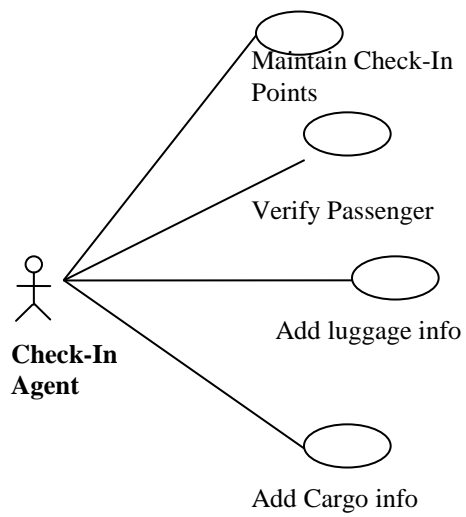 Maintain Check-In
Points
Verify Passenger
Add luggage info
Check-In
Agent
Add Cargo info